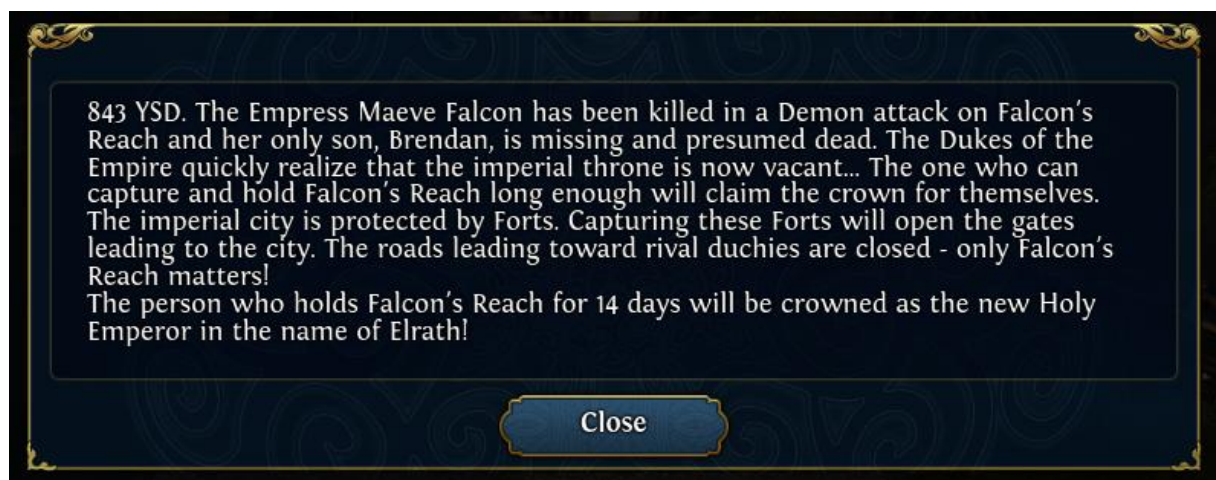 843 YSD. The Empress Maeve Falcon has been killed in a Demon attack on Falcon's
Reach and her only son, Brendan, is missing and presumed dead. The Dukes of the
Empire quickly realize that the imperial throne is now vacant... The one who can
capture and hold Falcon's Reach long enough will claim the crown for themselves.
The imperial city is protected by Forts. Capturing these Forts will open the gates
leading to the city. The roads leading toward rival duchies are closed - only Falcon's
Reach matters!
The person who holds Falcon's Reach for 14 days will be crowned as the new Holy
Emperor in the name of Elrath!
Close